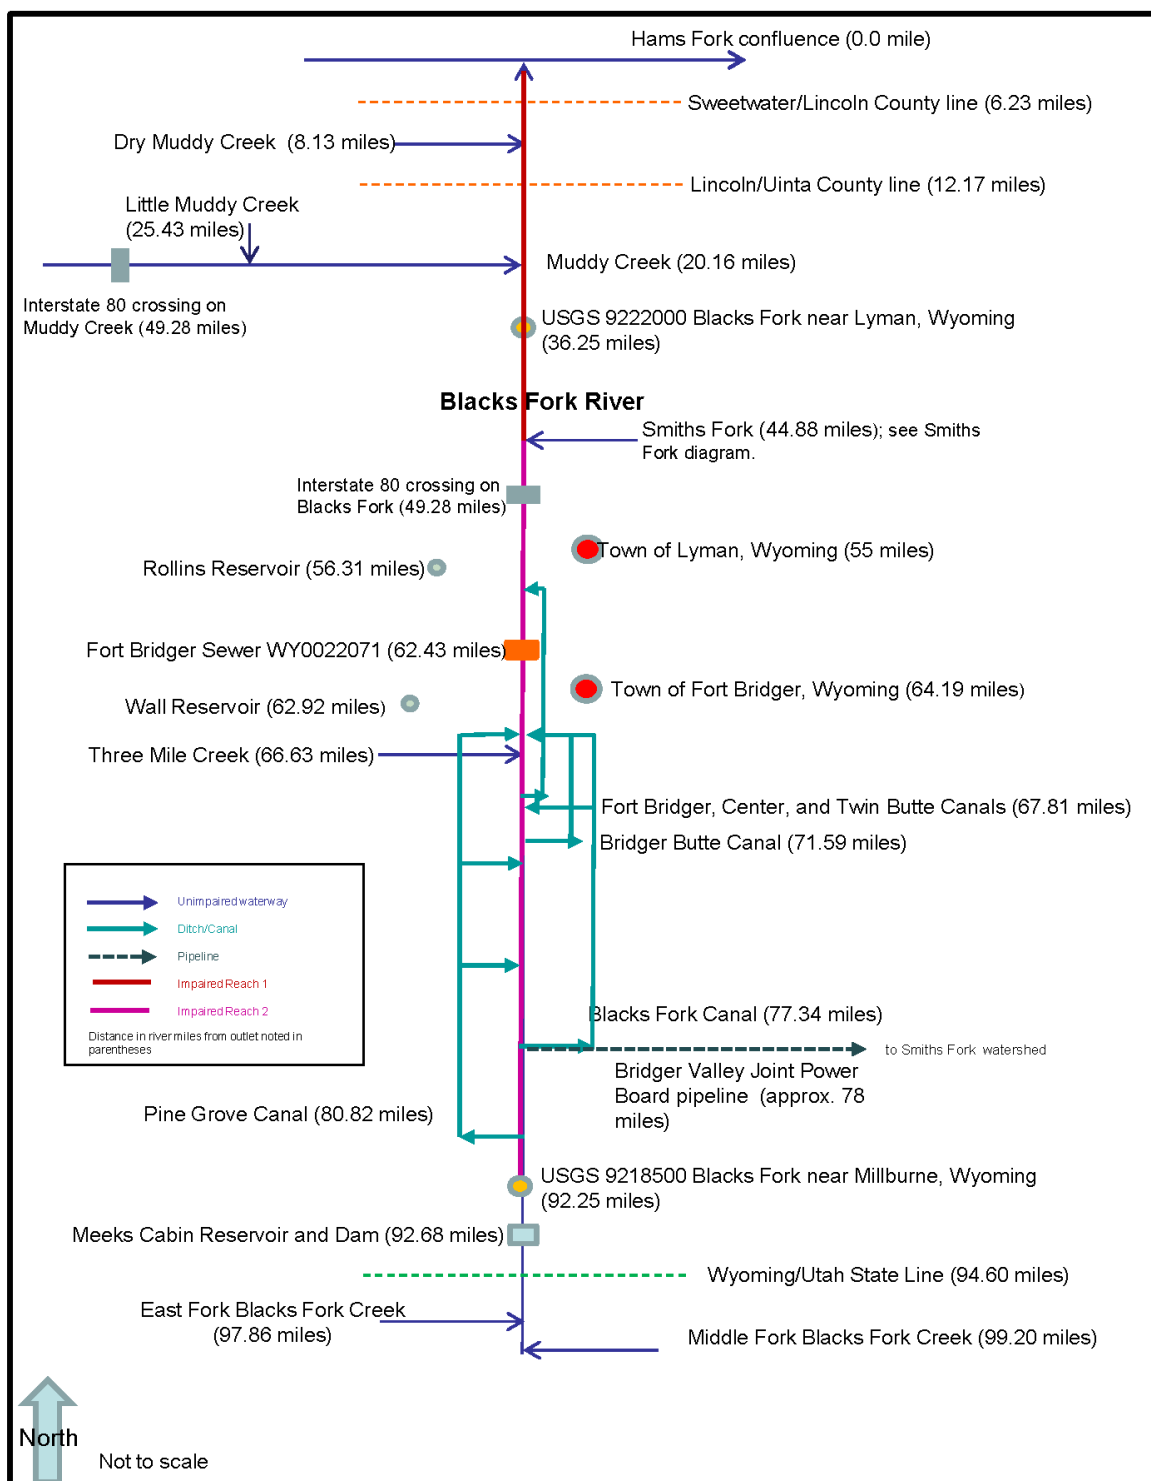 Hams Fork confluence (0.0 mile)
Sweetwater/Lincoln County line (6.23 miles)
Dry Muddy Creek (8.13 miles)
Lincoln/Uinta County line (12.17 miles)
Little Muddy Creek
(25.43 miles)
Muddy Creek (20.16 miles)
Interstate 80 crossing on
Muddy Creek (49.28 miles)
USGS 9222000 Blacks Fork near Lyman, Wyoming
(36.25 miles)
Blacks Fork River
Smiths Fork (44.88 miles); see Smiths
Fork diagram.
Interstate 80 crossing on
Blacks Fork (49.28 miles)
Town of Lyman, Wyoming (55 miles)
Rollins Reservoir (56.31 miles)
Fort Bridger Sewer WY0022071 (62.43 miles)
Town of Fort Bridger, Wyoming (64.19 miles)
Wall Reservoir (62.92 miles)
Three Mile Creek (66.63 miles)
Fort Bridger, Center, and Twin Butte Canals (67.81 miles)
Bridger Butte Canal (71.59 miles)
Unimpaired waterway
Ditch/Canal
Pipeline
Impaired Reach 1
Impaired Reach 2
Distance in river miles from outlet noted in
parentheses
Blacks Fork Canal (77.34 miles)
to Smiths Fork watershed
Bridger Valley Joint Power
Board pipeline (approx. 78
miles)
Pine Grove Canal (80.82 miles)
USGS 9218500 Blacks Fork near Millburne, Wyoming
(92.25 miles)
Meeks Cabin Reservoir and Dam (92.68 miles)
Wyoming/Utah State Line (94.60 miles)
East Fork Blacks Fork Creek
(97.86 miles)
Middle Fork Blacks Fork Creek (99.20 miles)
North
Not to scale